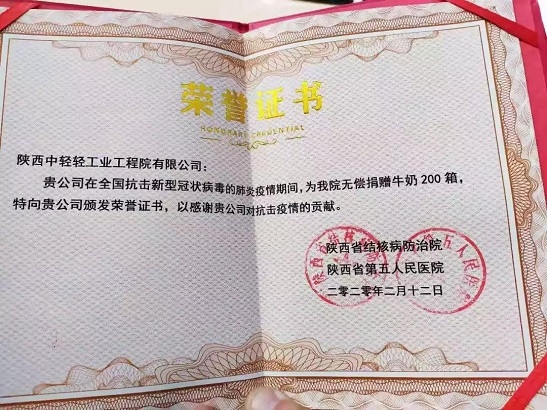 荣誉证书
HONORARY CREDENTIAL
陕西中轻轻工业工程院有限公司：
贵公司在全国抗击新型冠状病毒的肺炎疫情期间，为我院无偿捐赠牛奶200箱，
特向贵公司颁发荣誉证书，以感谢贵公司对抗击疫情的贡献。
陕西省结核病防治院
陕西省第五人民医院
二零二零年二月十二日